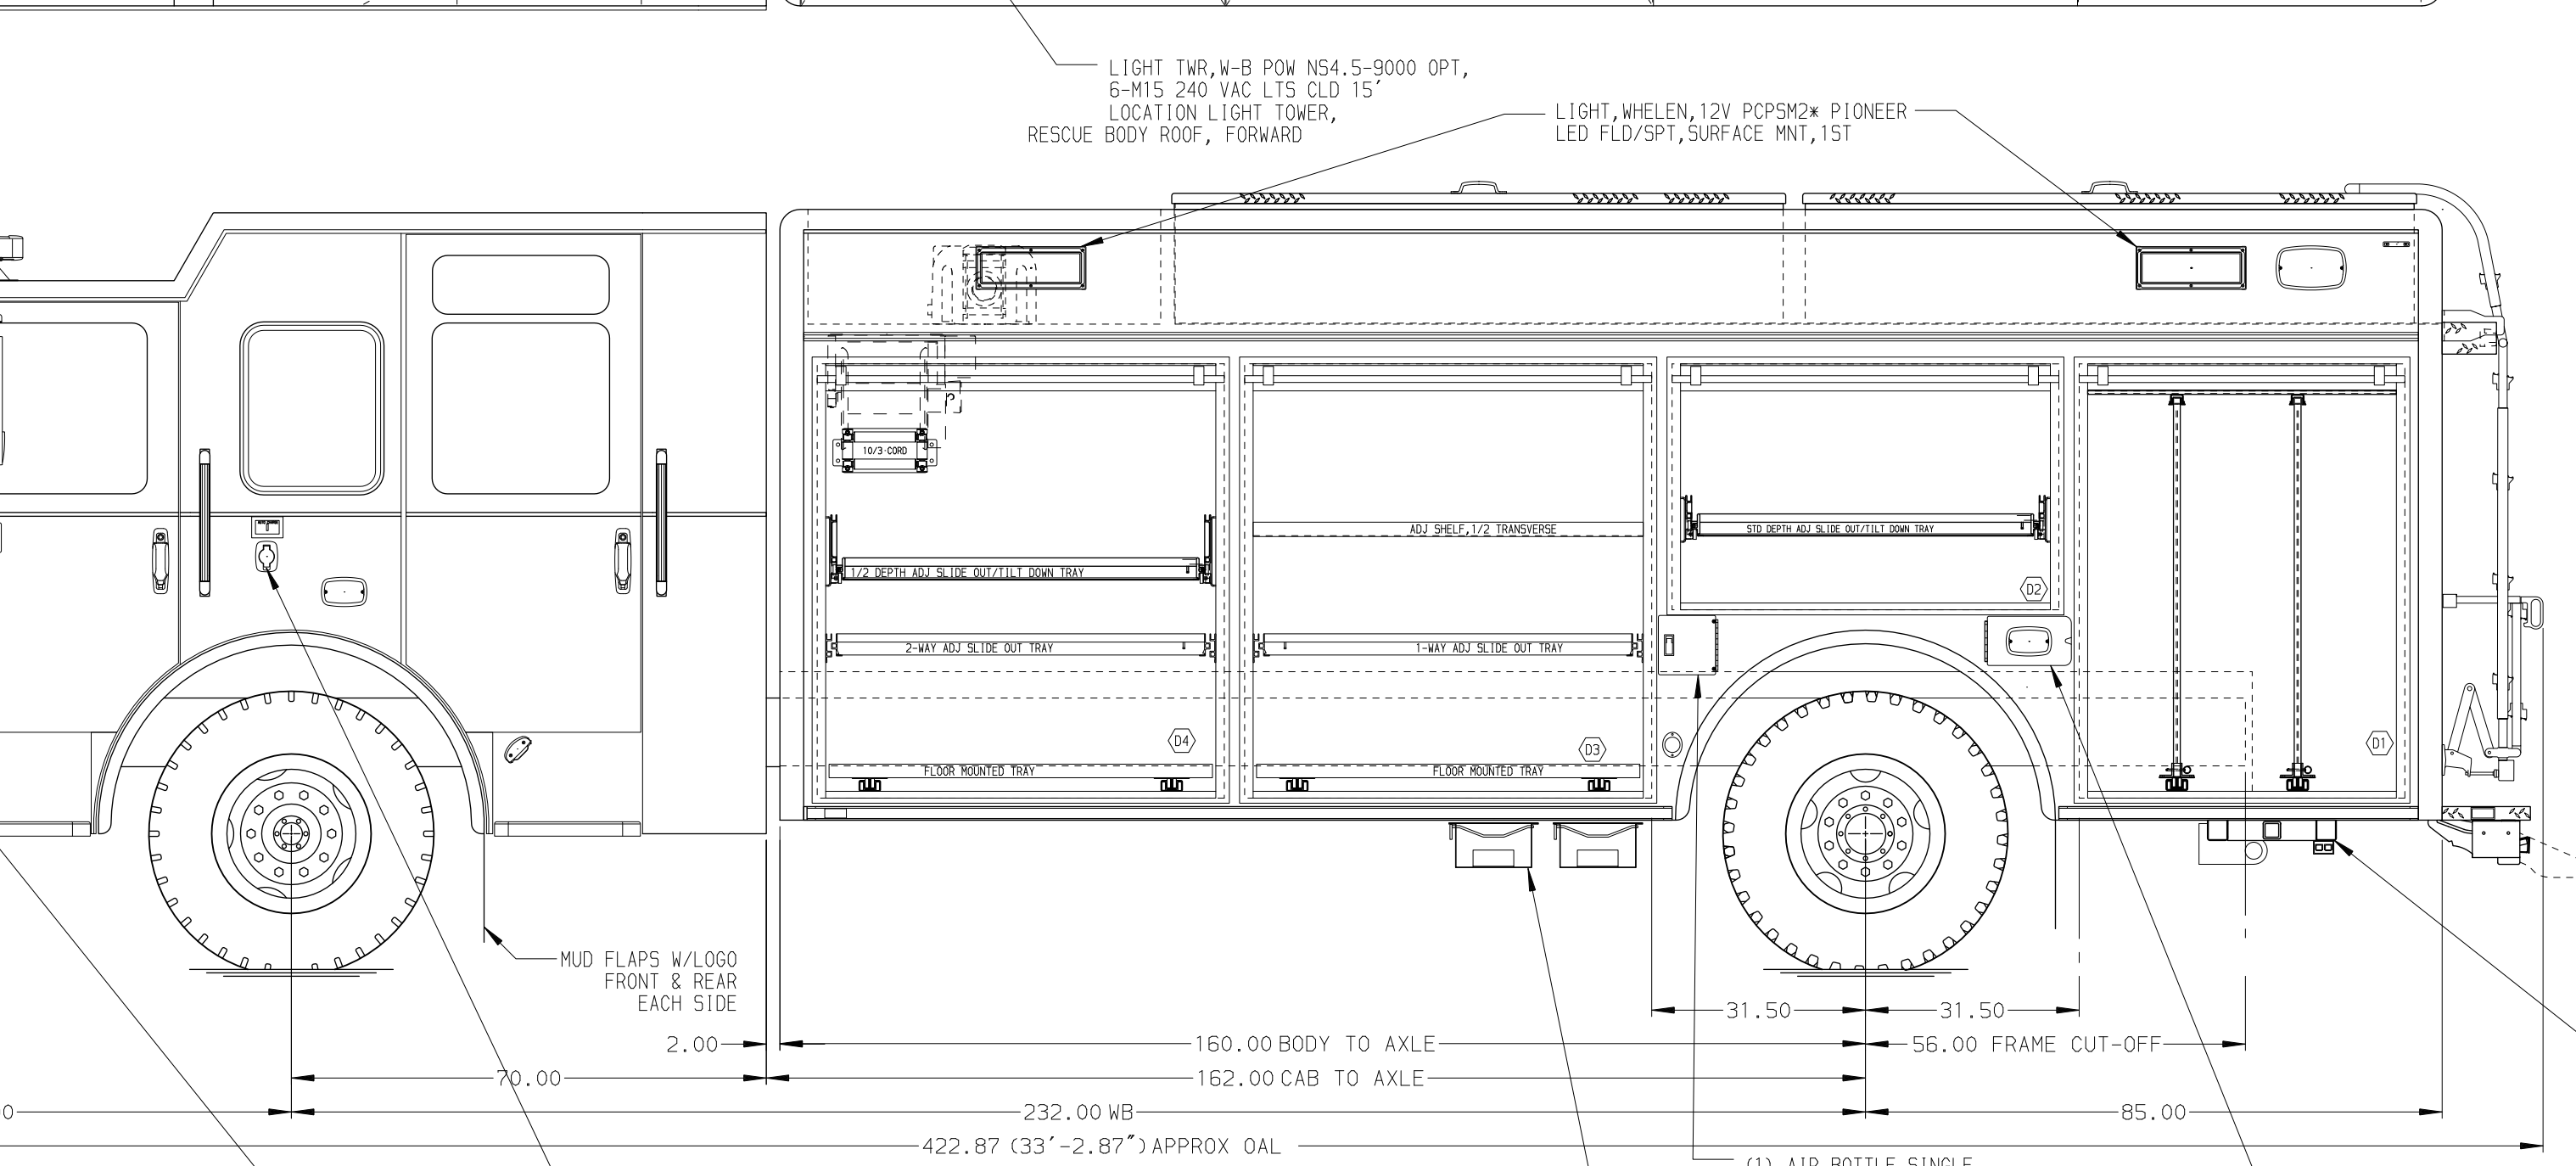 LIGHT TWR,W-B POW NS4.5-9000 OPT,
6-M15 240 VAC LTS CLD 15′
LOCATION LIGHT TOWER,
RESCUE BODY ROOF, FORWARD
LIGHT,WHELEN,12V PCPSM2* PIONEER
LED FLD/SPT,SURFACE MNT,1ST
10/3-CORD
ADJ SHELF,1/2 TRANSVERSE
STD DEPTH ADJ SLIDE OUT/TILT DOWN TRAY
1/2 DEPTH ADJ SLIDE OUT/TILT DOWN TRAY
D2
2-WAY ADJ SLIDE OUT TRAY
1-WAY ADJ SLIDE OUT TRAY
D4
D3
D1
FLOOR MOUNTED TRAY
FLOOR MOUNTED TRAY
MUD FLAPS W/LOGO
FRONT & REAR
EACH SIDE
31.50
31.50
2.00
160.00 BODY TO AXLE
56.00 FRAME CUT-OFF
70.00
162.00 CAB TO AXLE
0
232.00 WB
85.00
422.87 (33′-2.87″) APPROX OAL
(1) AIR BOTTLE SINGLE